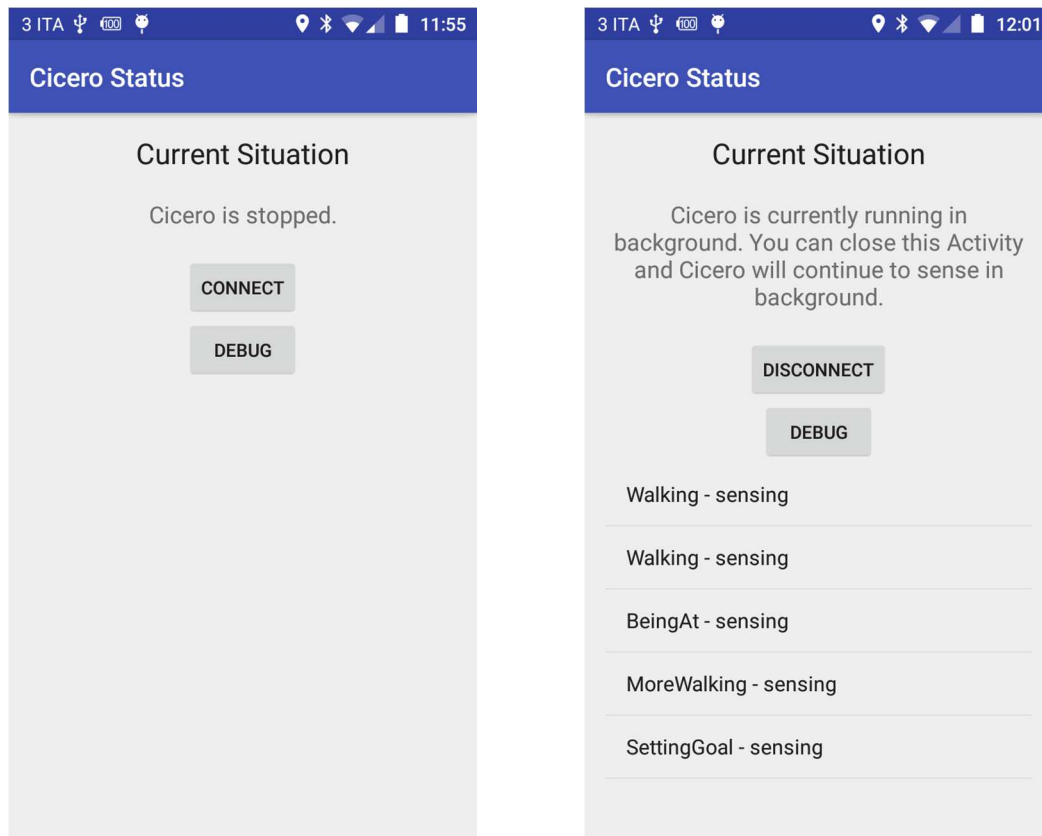 3 ITA 100 11:55
Cicero Status
Current Situation
Cicero is stopped.
CONNECT
DEBUG
3 ITA 100 12:01
Cicero Status
Current Situation
Cicero is currently running in
background. You can close this Activity
and Cicero will continue to sense in
background.
DISCONNECT
DEBUG
Walking - sensing
Walking - sensing
BeingAt - sensing
MoreWalking - sensing
SettingGoal - sensing